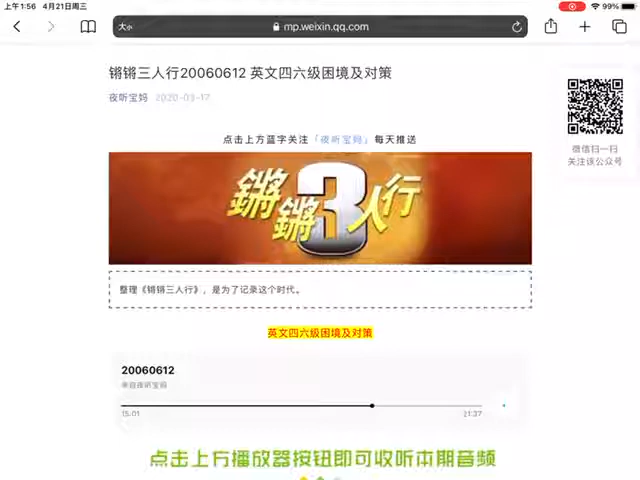 上午1:56 4月21日周三
99%
大小
mp.weixin.qq.com
锵锵三人行20060612 英文四六级困境及对策
夜听宝妈 2020-03-17
微信扫一扫
关注该公众号
点击上方蓝字关注「夜听宝妈」每天推送
锵锵3人行
整理《锵锵三人行》，是为了记录这个时代。
英文四六级困境及对策
20060612
来自夜听宝妈
15:01
21:37
点击上方播放器按钮即可收听本期音频